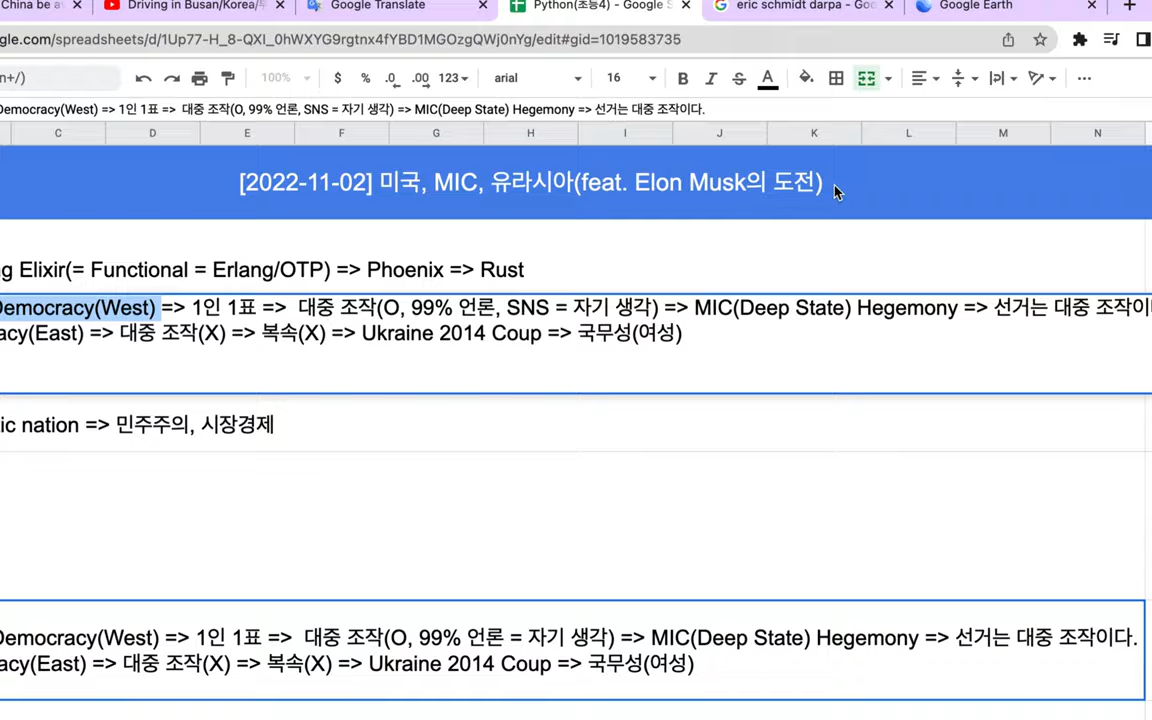 China be a
Driving in Busan/Korea/
Google Translate
Python(초등4) - Google S
eric schmidt darpa - Goo
Google Earth
gle.com/spreadsheets/d/1Up77-H_8-QXI_0hWXYG9rgtnx4fYBD1MGOzgQWj0nYg/edit#gid=1019583735
n+/)
100%
$ % .0 .00 123
arial
16
B I S A
Democracy(West) => 1인 1표 => 대중 조작(O, 99% 언론, SNS = 자기 생각) => MIC(Deep State) Hegemony => 선거는 대중 조작이다.
C D E F G H I J K L M N
[2022-11-02] 미국, MIC, 유라시아(feat. Elon Musk의 도전)
ng Elixir(= Functional = Erlang/OTP) => Phoenix => Rust
Democracy(West) => 1인 1표 => 대중 조작(O, 99% 언론, SNS = 자기 생각) => MIC(Deep State) Hegemony => 선거는 대중 조작이
acy(East) => 대중 조작(X) => 복속(X) => Ukraine 2014 Coup => 국무성(여성)
tic nation => 민주주의, 시장경제
Democracy(West) => 1인 1표 => 대중 조작(O, 99% 언론 = 자기 생각) => MIC(Deep State) Hegemony => 선거는 대중 조작이다.
acy(East) => 대중 조작(X) => 복속(X) => Ukraine 2014 Coup => 국무성(여성)